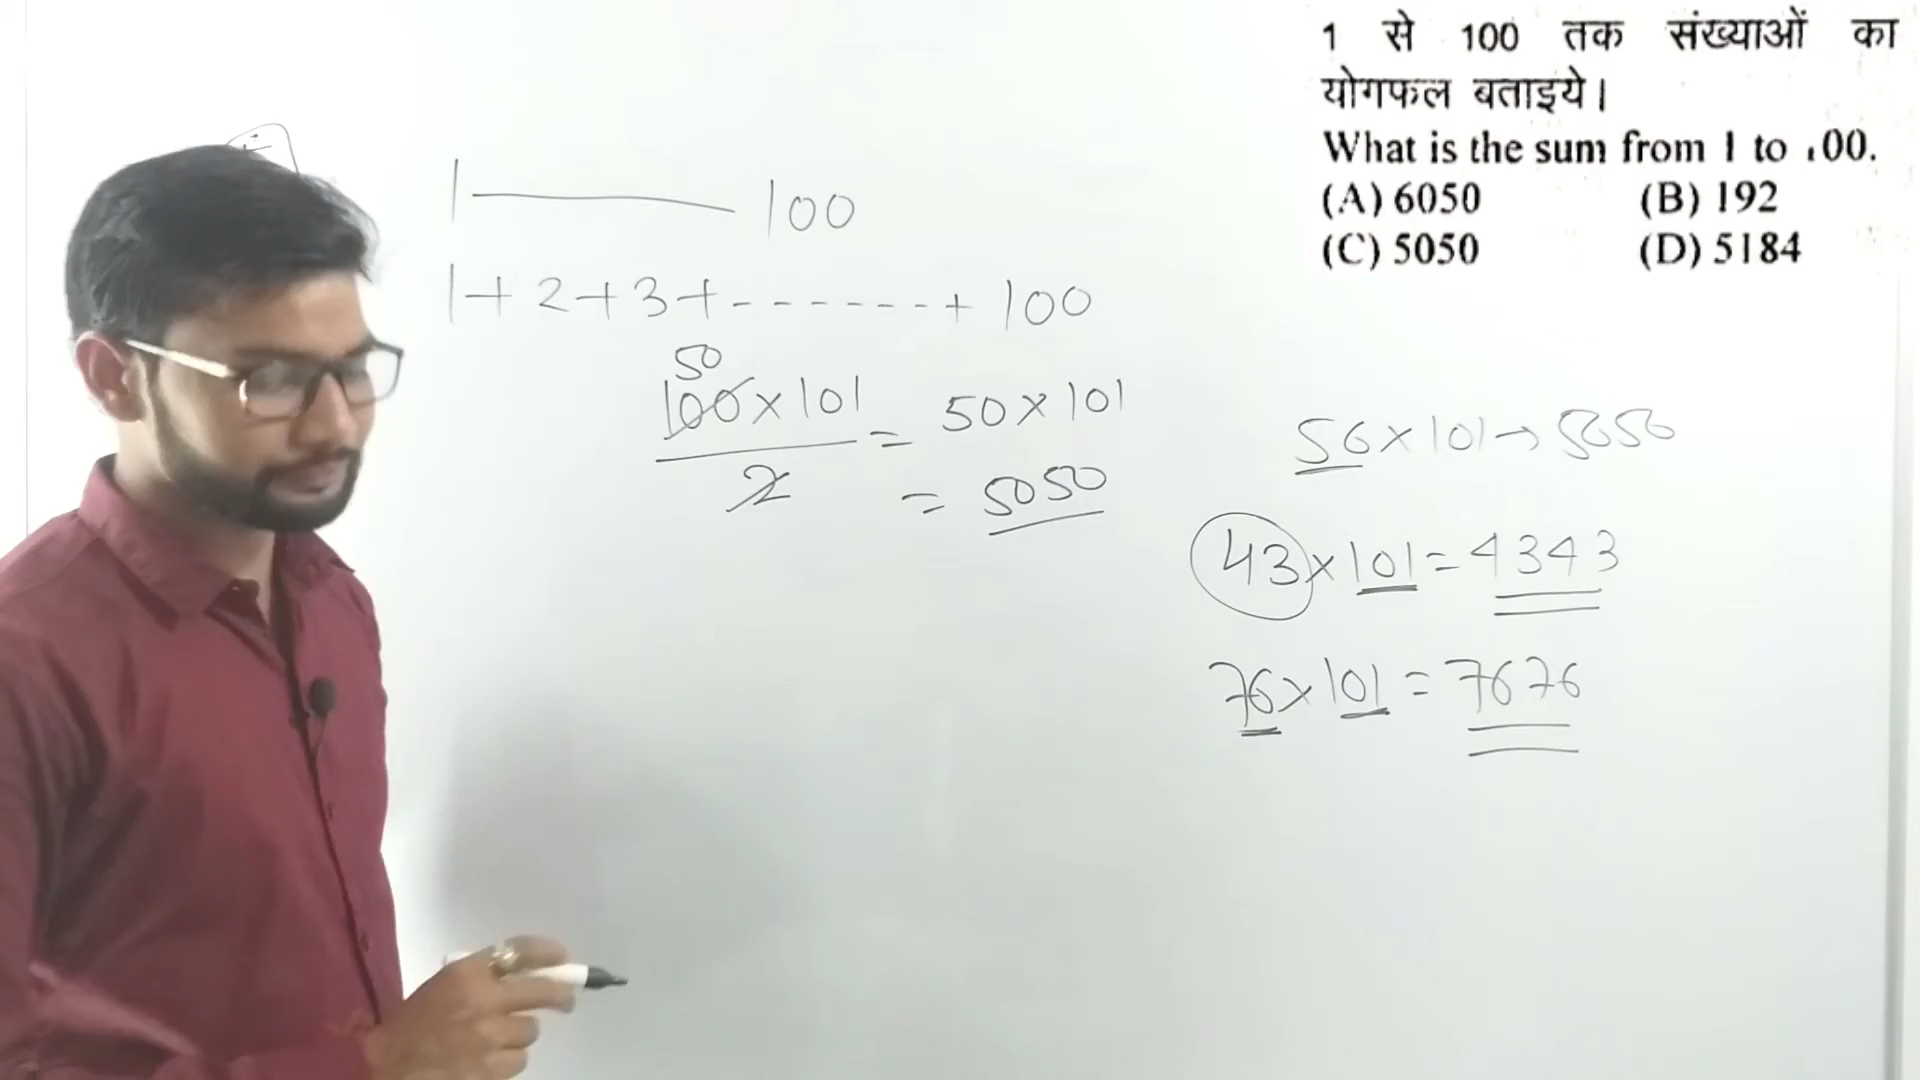 1 से 100 तक संख्याओं का
योगफल बताइये।
What is the sum from 1 to 100.
(A) 6050 (B) 192
(C) 5050 (D) 5184
1 —— 100
1+2+3+-------+ 100
50
100×101 = 50×101
2
= 5050
50×101→5050
43×101=4343
76×101=7676